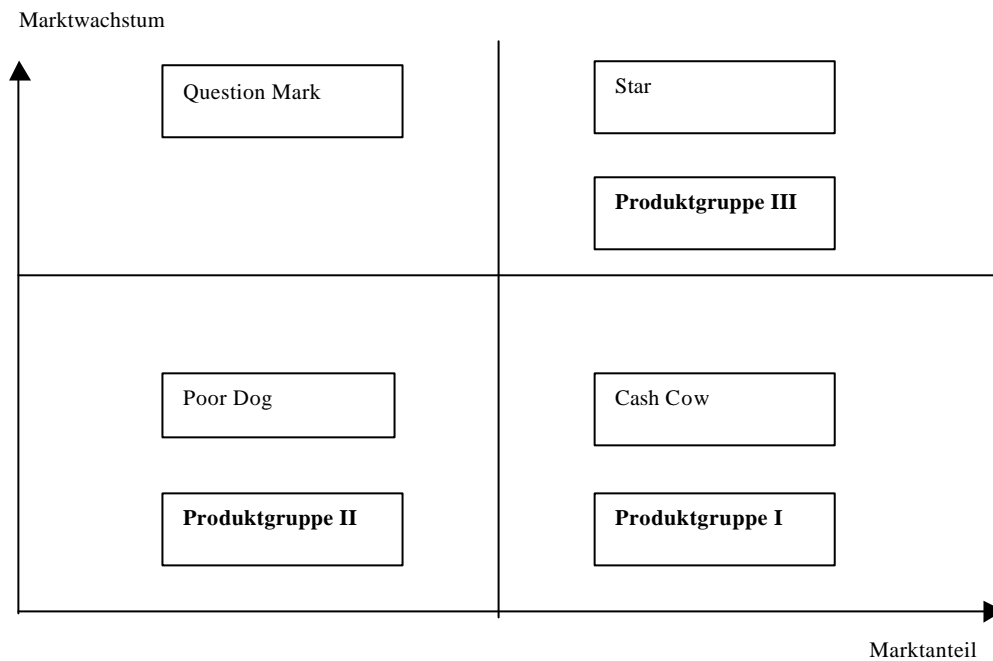 Marktwachstum
Question Mark
Star
Produktgruppe III
Poor Dog
Cash Cow
Produktgruppe II
Produktgruppe I
Marktanteil